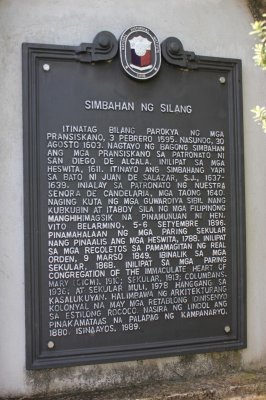 SIMBAHAN NG SILANG
ITINATAG BILANG PAROKYA NG MGA
PRANSISKANO, 3 PEBRERO 1595. NASUNOG, 30
AGOSTO 1603. NAGTAYO NG BAGONG SIMBAHAN
ANG MGA PRANSISKANO SA PATRONATO NI
SAN DIEGO DE ALCALA. INILIPAT SA MGA
HESWITA, 1611. ITINAYO ANG SIMBAHANG YARI
SA BATO NI JUAN DE SALAZAR, S.J., 1637-
1639. INIALAY SA PATRONATO NG NUESTRA
SEÑORA DE CANDELARIA, MGA TAONG 1640.
NAGING KUTA NG MGA GUWARDIYA SIBIL NANG
KUBKUBIN AT ITABOY SILA NG MGA FILIPINONG
MANGHIHIMAGSIK NA PINAMUNUAN NI HEN.
VITO BELARMINO, 5-6 SETYEMBRE 1896.
PINAMAHALAAN NG MGA PARING SEKULAR
NANG PINAALIS ANG MGA HESWITA, 1768. INILIPAT
SA MGA RECOLETOS SA PAMAMAGITAN NG REAL
ORDEN, 9 MARSO 1849. IBINALIK SA MGA
SEKULAR, 1868. INILIPAT SA MGA PARING
CONGREGATION OF THE IMMACULATE HEART OF
MARY (CICM), 1910; SEKULAR, 1913; COLUMBANS,
1936; AT SEKULAR MULI, 1978 HANGGANG SA
KASALUKUYAN. HALIMBAWA NG ARKITEKTURANG
KOLONYAL NA MAY MGA RETABLONG IDINISENYO
SA ESTILONG ROCOCO. NASIRA NG LINDOL ANG
PINAKAMATAAS NA PALAPAG NG KAMPANARYO,
1880. ISINAAYOS, 1989.